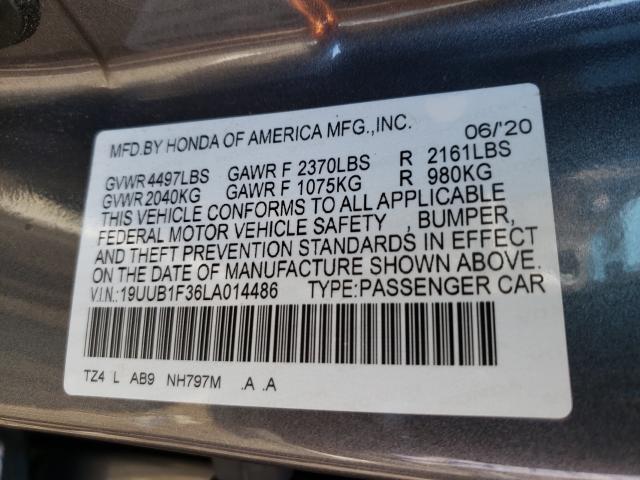 MFD.BY HONDA OF AMERICA MFG.,INC. 06/'20
GVWR 4497LBS GAWR F 2370LBS R 2161LBS
GVWR 2040KG GAWR F 1075KG R 980KG
THIS VEHICLE CONFORMS TO ALL APPLICABLE
FEDERAL MOTOR VEHICLE SAFETY , BUMPER,
AND THEFT PREVENTION STANDARDS IN EFFECT
ON THE DATE OF MANUFACTURE SHOWN ABOVE.
V.I.N.:19UUB1F36LA014486 TYPE:PASSENGER CAR
TZ4 L AB9 NH797M .A .A